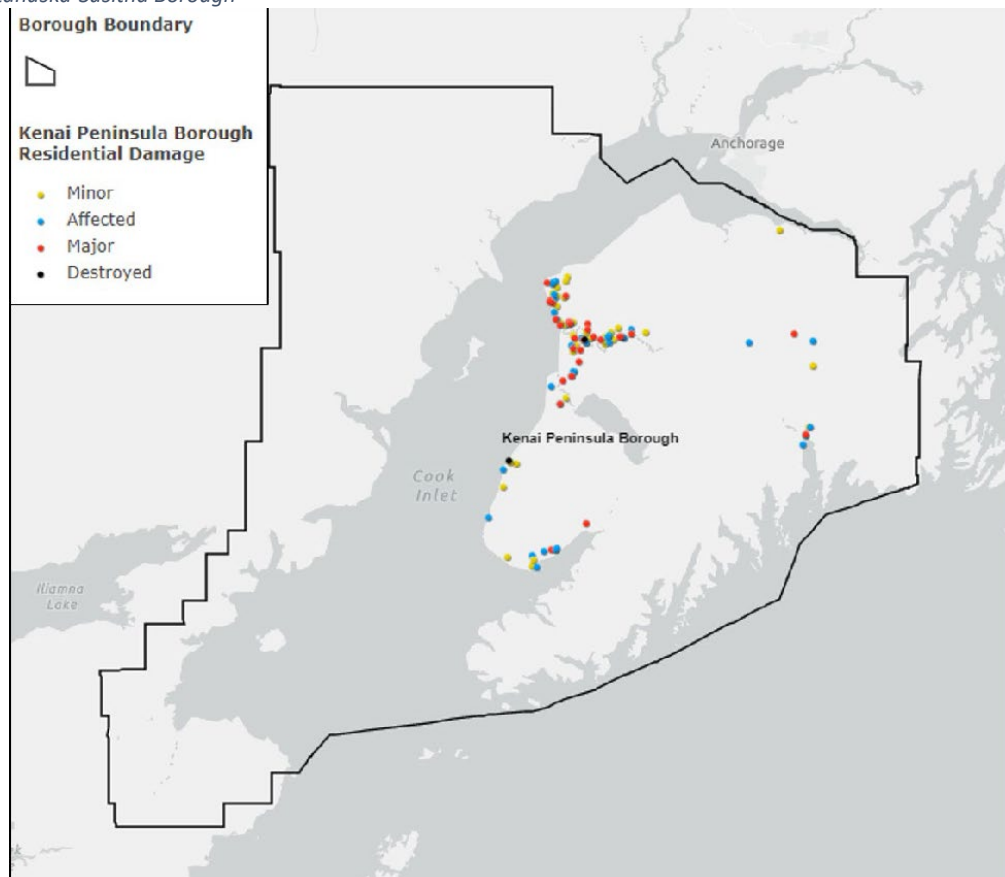 Borough Boundary
Kenai Peninsula Borough
Residential Damage
Minor
Affected
Major
Destroyed
Anchorage
Kenai Peninsula Borough
Cook
Inlet
Iliamna
Lake